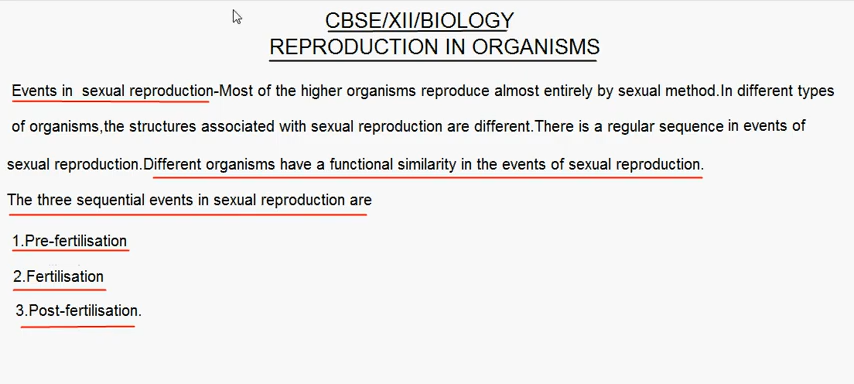 CBSE/XII/BIOLOGY
REPRODUCTION IN ORGANISMS
Events in  sexual reproduction-Most of the higher organisms reproduce almost entirely by sexual method.In different types
of organisms,the structures associated with sexual reproduction are different.There is a regular sequence in events of
sexual reproduction.Different organisms have a functional similarity in the events of sexual reproduction.
The three sequential events in sexual reproduction are
1.Pre-fertilisation
2.Fertilisation
3.Post-fertilisation.